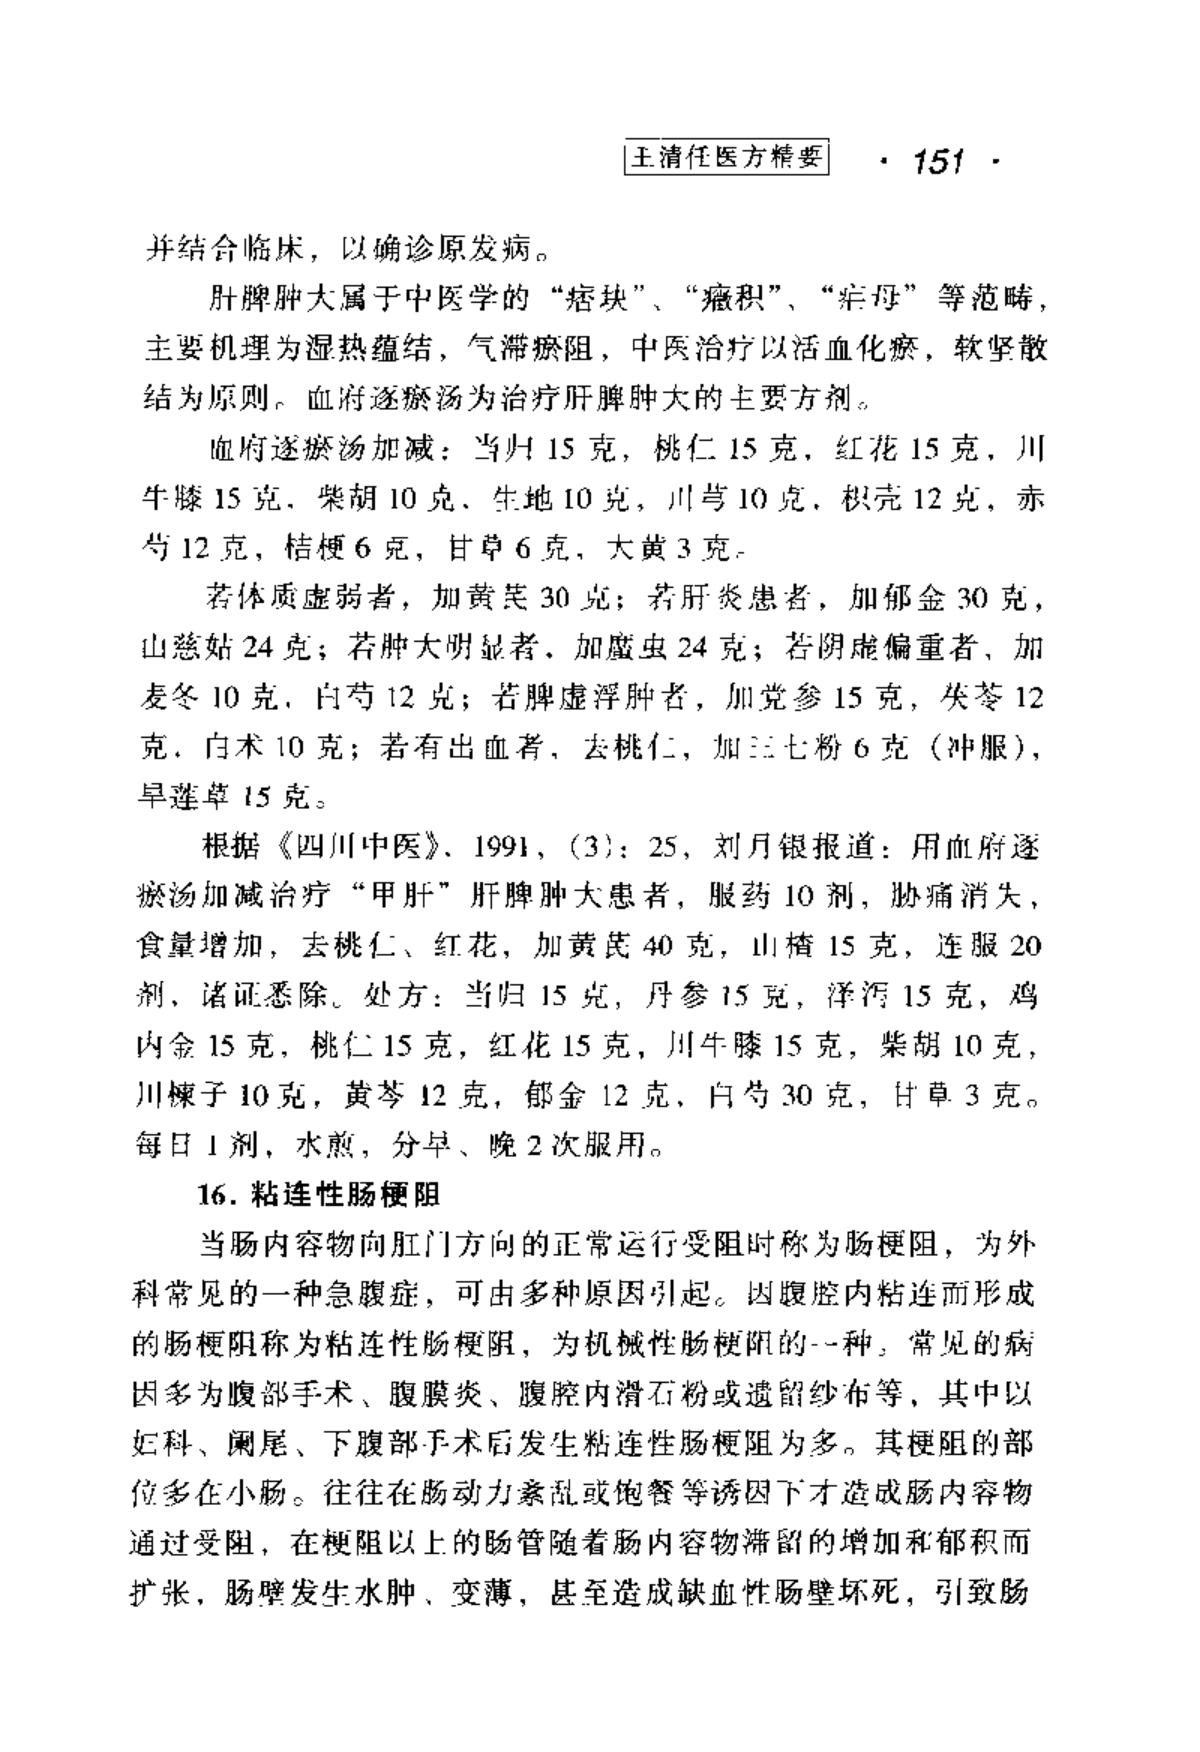 王清任医方精要 · 151 ·
并结合临床，以确诊原发病。
肝脾肿大属于中医学的“痞块”、“癥积”、“疟母”等范畴，
主要机理为湿热蕴结，气滞瘀阻，中医治疗以活血化瘀，软坚散
结为原则。血府逐瘀汤为治疗肝脾肿大的主要方剂。
血府逐瘀汤加减：当归 15 克，桃仁 15 克，红花 15 克，川
牛膝 15 克，柴胡 10 克，生地 10 克，川芎 10 克，枳壳 12 克，赤
芍 12 克，桔梗 6 克，甘草 6 克，大黄 3 克。
若体质虚弱者，加黄芪 30 克；若肝炎患者，加郁金 30 克，
山慈姑 24 克；若肿大明显者，加䗪虫 24 克；若阴虚偏重者，加
麦冬 10 克，白芍 12 克；若脾虚浮肿者，加党参 15 克，茯苓 12
克，白术 10 克；若有出血者，去桃仁，加三七粉 6 克（冲服），
旱莲草 15 克。
根据《四川中医》，1991，（3）：25，刘月银报道：用血府逐
瘀汤加减治疗“甲肝”肝脾肿大患者，服药 10 剂，胁痛消失，
食量增加，去桃仁、红花，加黄芪 40 克，山楂 15 克，连服 20
剂，诸证悉除。处方：当归 15 克，丹参 15 克，泽泻 15 克，鸡
内金 15 克，桃仁 15 克，红花 15 克，川牛膝 15 克，柴胡 10 克，
川楝子 10 克，黄芩 12 克，郁金 12 克，白芍 30 克，甘草 3 克。
每日 1 剂，水煎，分早、晚 2 次服用。
16. 粘连性肠梗阻
当肠内容物向肛门方向的正常运行受阻时称为肠梗阻，为外
科常见的一种急腹症，可由多种原因引起。因腹腔内粘连而形成
的肠梗阻称为粘连性肠梗阻，为机械性肠梗阻的一种。常见的病
因多为腹部手术、腹膜炎、腹腔内滑石粉或遗留纱布等，其中以
妇科、阑尾、下腹部手术后发生粘连性肠梗阻为多。其梗阻的部
位多在小肠。往往在肠动力紊乱或饱餐等诱因下才造成肠内容物
通过受阻，在梗阻以上的肠管随着肠内容物滞留的增加和郁积而
扩张，肠壁发生水肿、变薄，甚至造成缺血性肠壁坏死，引致肠